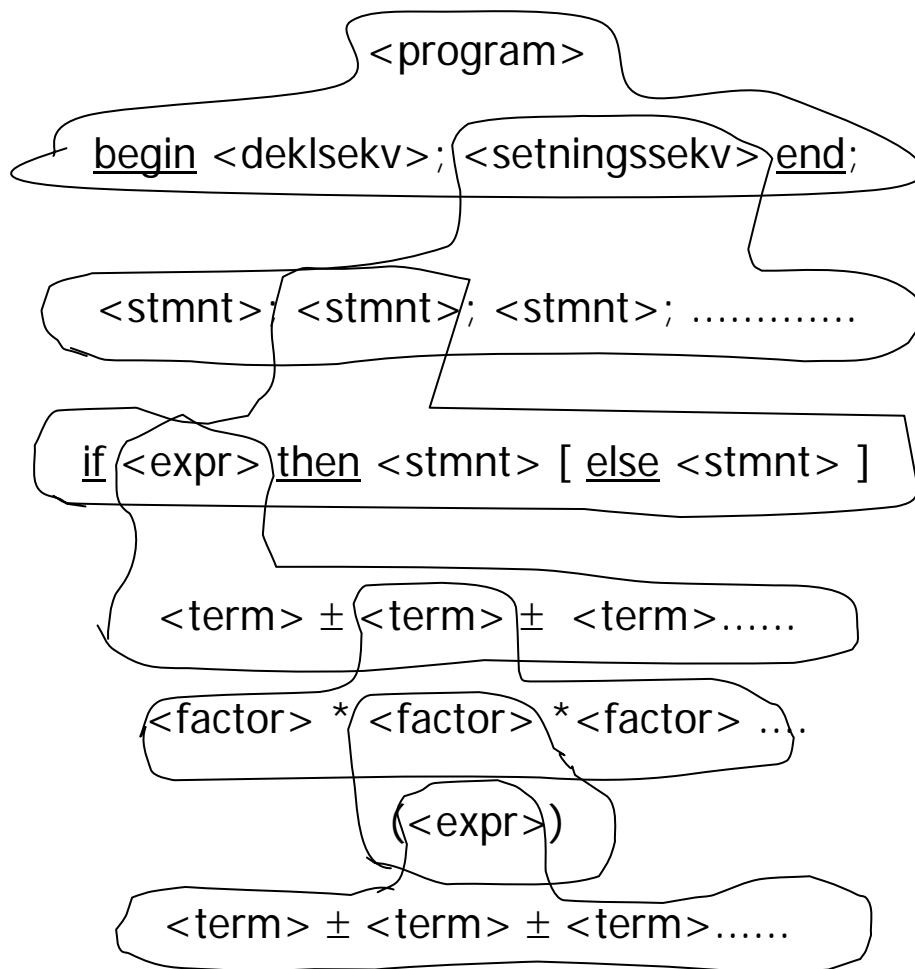 <program>
begin <deklsekv>; <setningssekv> end;
<stmnt>; <stmnt>; <stmnt>; .............
if <expr> then <stmnt> [ else <stmnt> ]
<term> ± <term> ± <term>......
<factor> * <factor> *<factor> ....
(<expr>)
<term> ± <term> ± <term>......